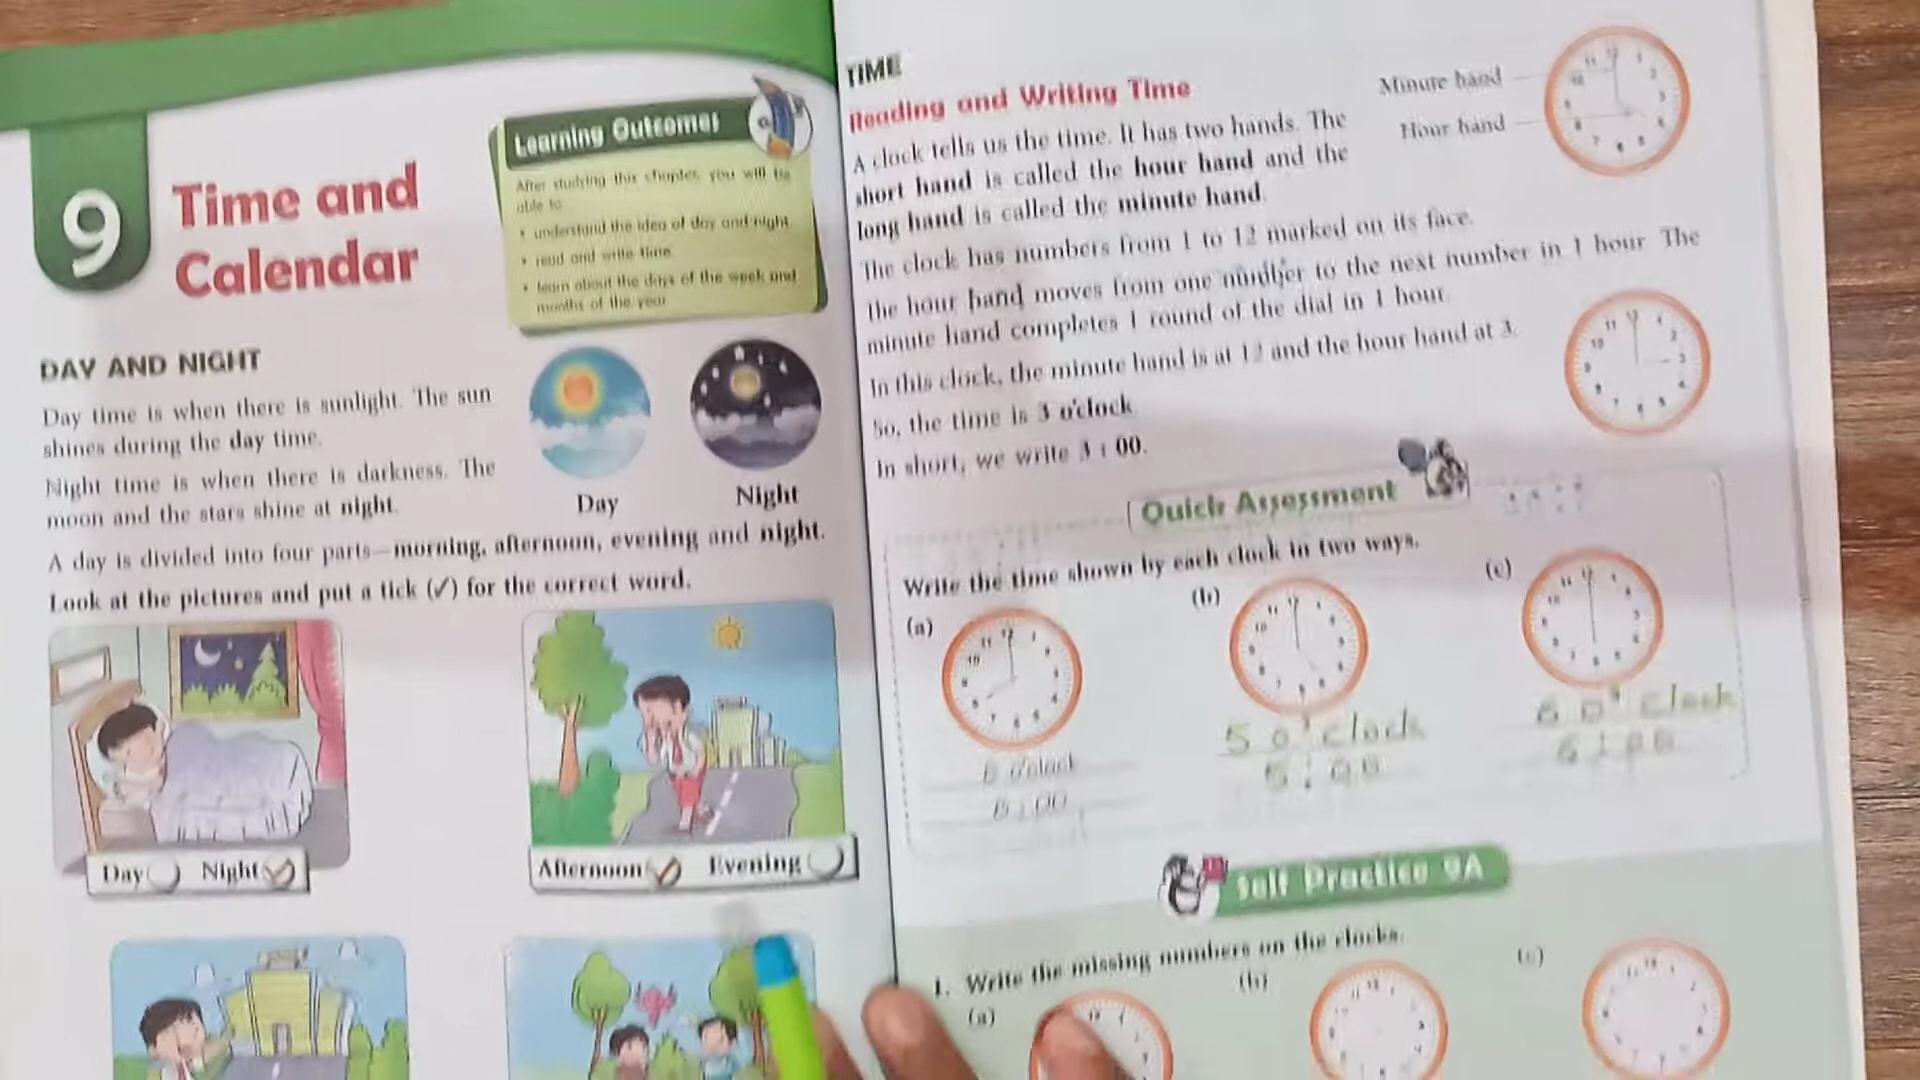 9
Time and
Calendar
Learning Outcomes
After studying this chapter, you will be
able to:
• understand the idea of day and night.
• read and write time.
• learn about the days of the week and
months of the year.
DAY AND NIGHT
Day time is when there is sunlight. The sun
shines during the day time.
Night time is when there is darkness. The
moon and the stars shine at night.
Day
Night
A day is divided into four parts—morning, afternoon, evening and night.
Look at the pictures and put a tick (✓) for the correct word.
Day Night ✓
Afternoon ✓ Evening
TIME
Reading and Writing Time
A clock tells us the time. It has two hands. The
short hand is called the hour hand and the
long hand is called the minute hand.
Minute hand
Hour hand
The clock has numbers from 1 to 12 marked on its face.
The hour hand moves from one number to the next number in 1 hour. The
minute hand completes 1 round of the dial in 1 hour.
In this clock, the minute hand is at 12 and the hour hand at 3.
So, the time is 3 o'clock.
In short, we write 3 : 00.
Quick Assessment
Write the time shown by each clock in two ways.
(a)
(b)
(c)
o'clock
: 00
5 o'clock
5 : 00
6 o'clock
6 : 00
Self Practice 9A
1. Write the missing numbers on the clocks.
(a)
(b)
(c)